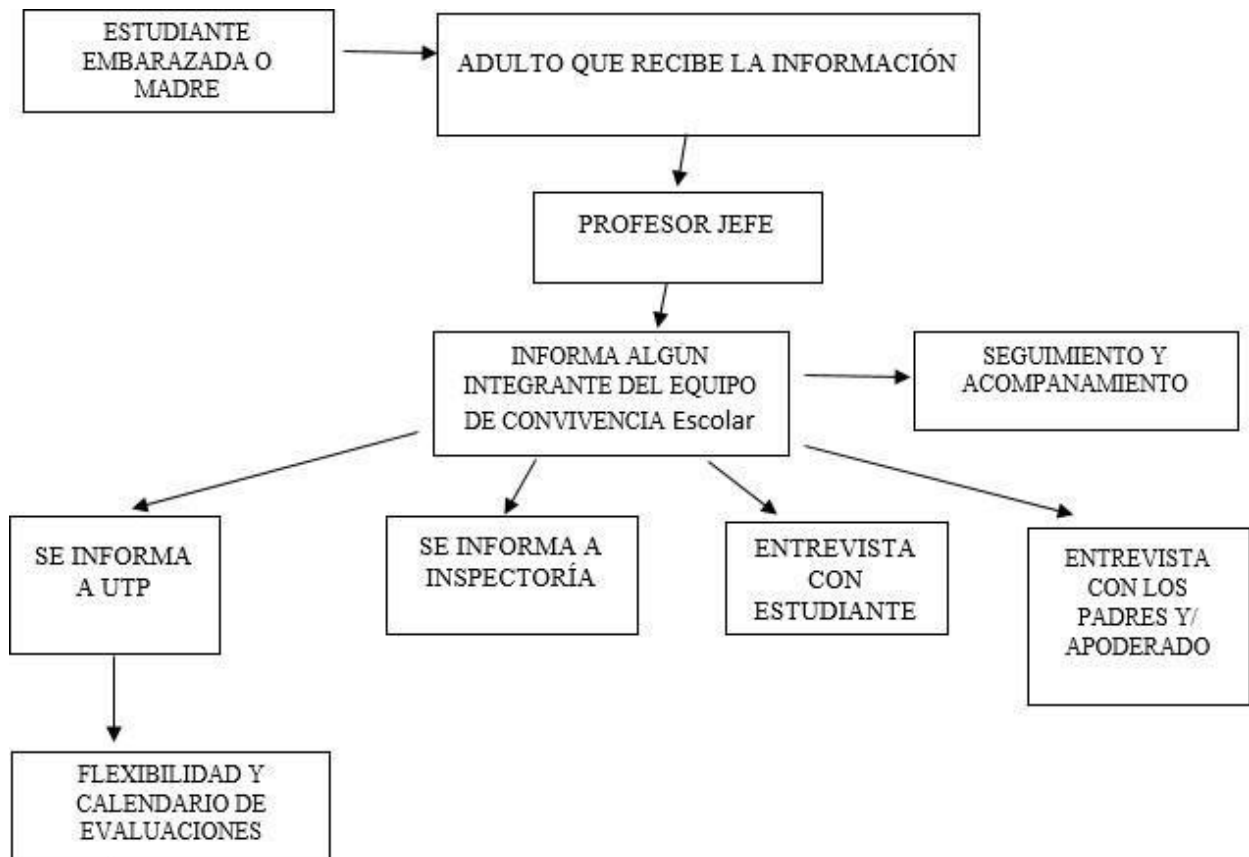 ESTUDIANTE
EMBARAZADA O
MADRE
ADULTO QUE RECIBE LA INFORMACIÓN
PROFESOR JEFE
INFORMA ALGUN
INTEGRANTE DEL EQUIPO
DE CONVIVENCIA Escolar
SEGUIMIENTO Y
ACOMPANAMIENTO
SE INFORMA
A UTP
SE INFORMA A
INSPECTORÍA
ENTREVISTA
CON
ESTUDIANTE
ENTREVISTA
CON LOS
PADRES Y/
APODERADO
FLEXIBILIDAD Y
CALENDARIO DE
EVALUACIONES